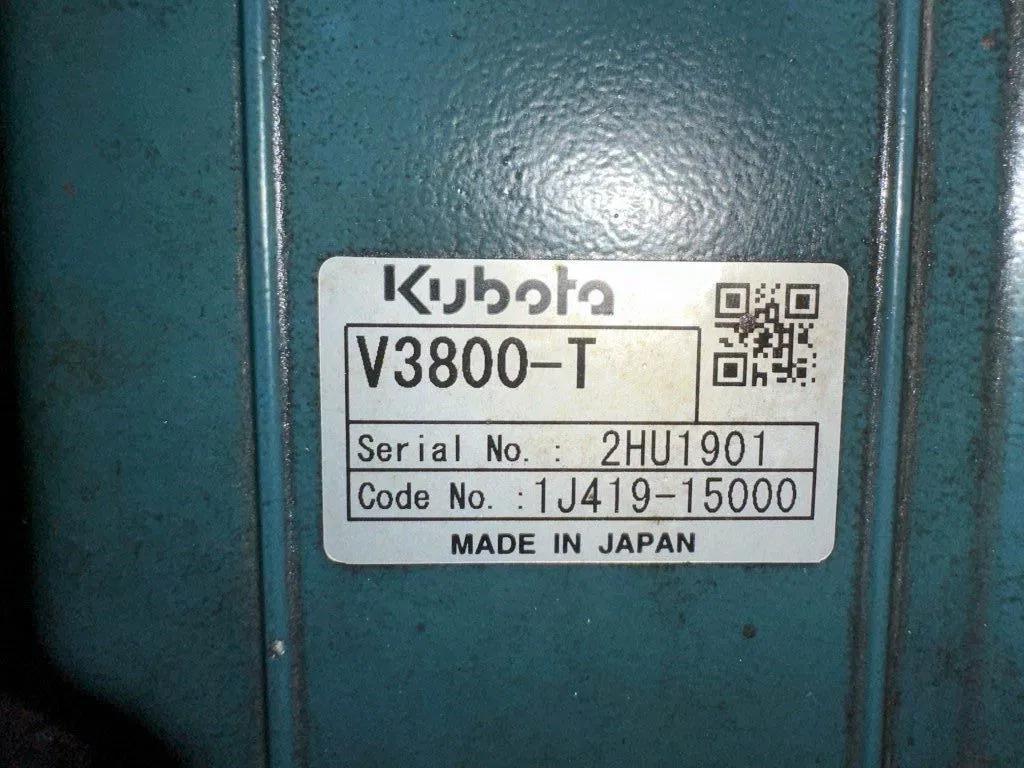 Kubota
V3800-T
Serial No. : 2HU1901
Code No. :1J419-15000
MADE IN JAPAN